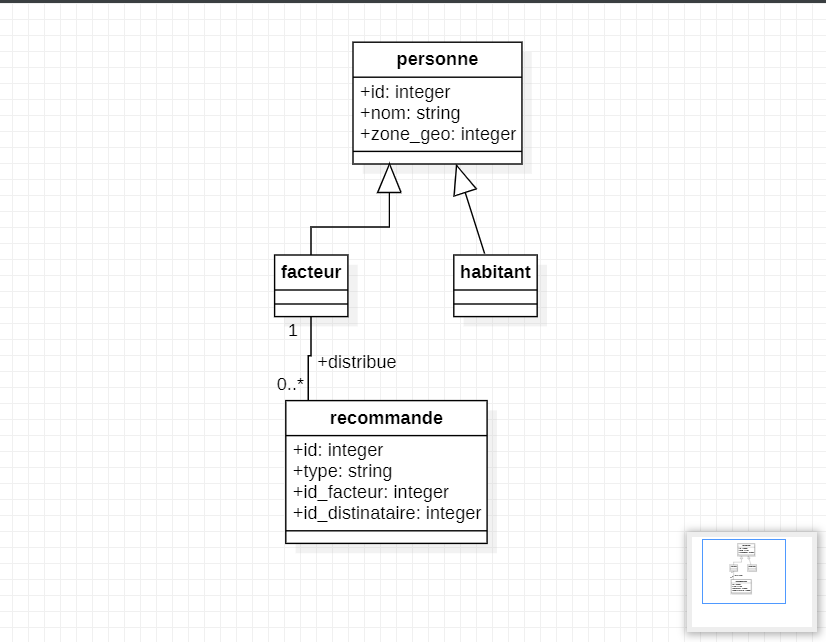 personne
+id: integer
+nom: string
+zone_geo: integer
facteur
habitant
1
+distribue
0..*
recommande
+id: integer
+type: string
+id_facteur: integer
+id_distinataire: integer